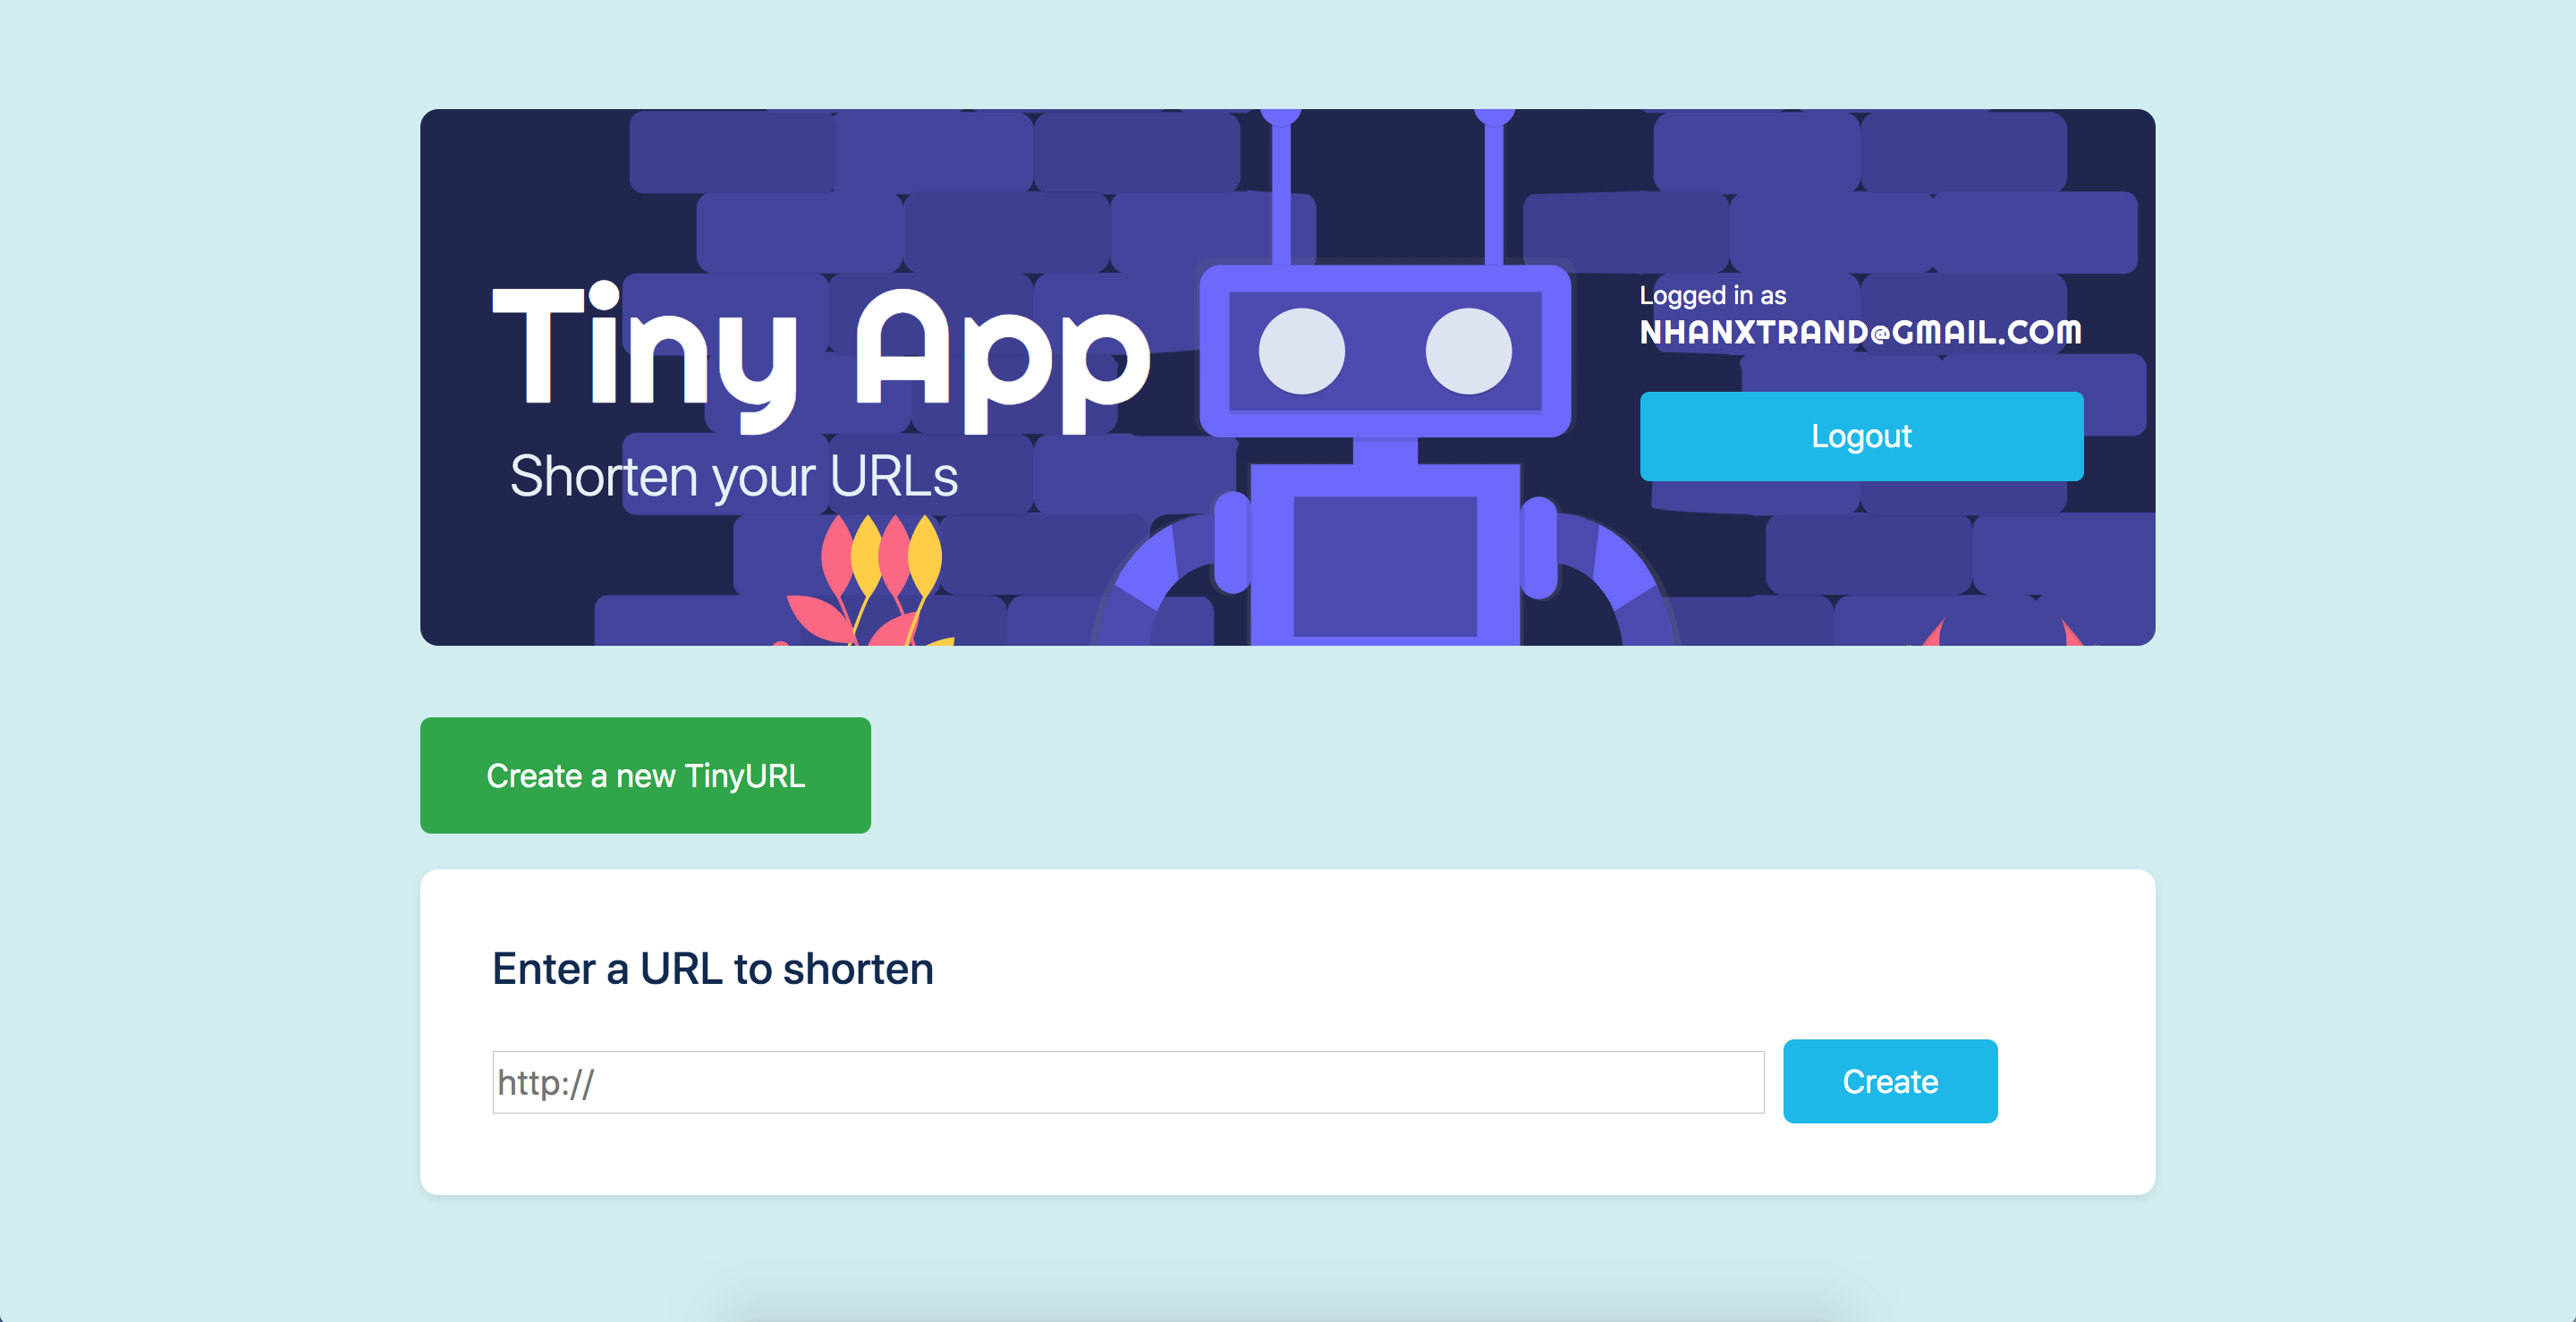 Tiny App
Shorten your URLs
Logged in as
NHANXTRAND@GMAIL.COM
Logout
Create a new TinyURL
Enter a URL to shorten
http://
Create